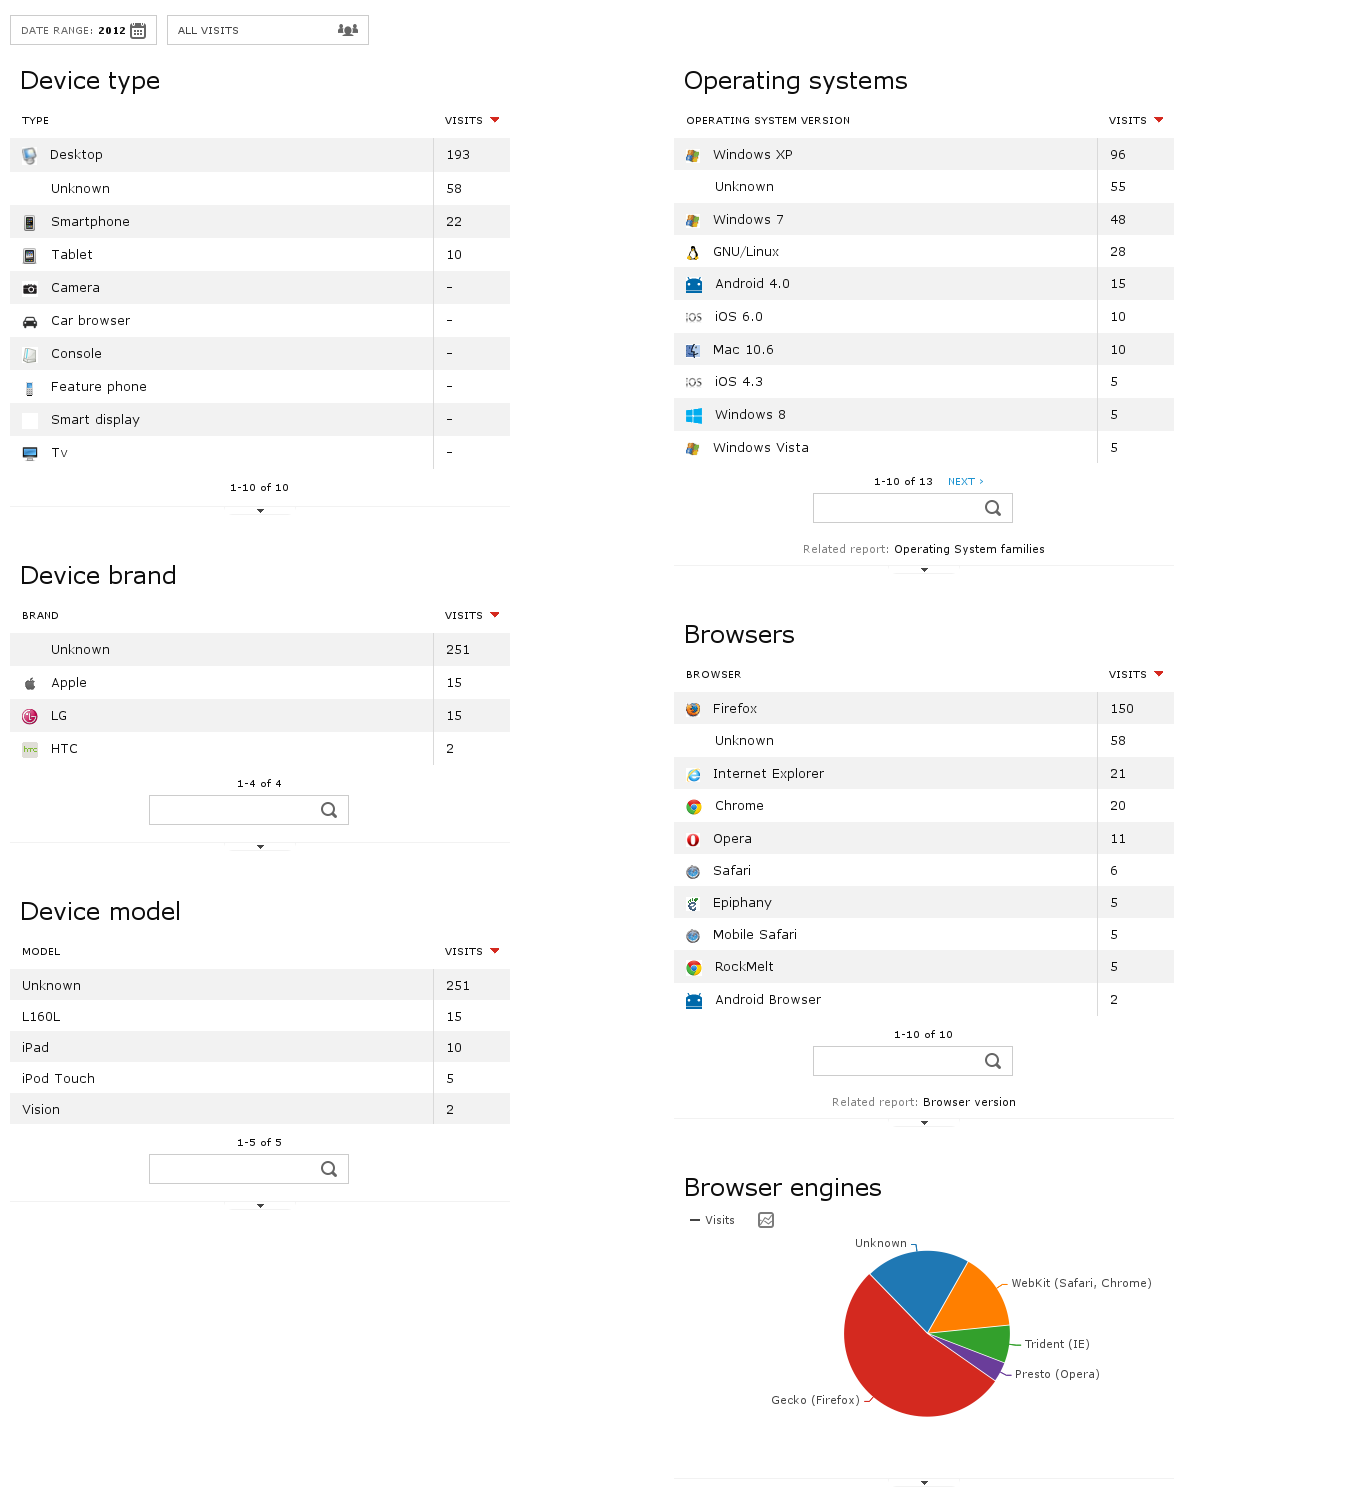 DATE RANGE: 2012
ALL VISITS
Device type
TYPE VISITS
Desktop 193
Unknown 58
Smartphone 22
Tablet 10
Camera -
Car browser -
Console -
Feature phone -
Smart display -
Tv -
1-10 of 10
Device brand
BRAND VISITS
Unknown 251
Apple 15
LG 15
htc HTC 2
1-4 of 4
Device model
MODEL VISITS
Unknown 251
L160L 15
iPad 10
iPod Touch 5
Vision 2
1-5 of 5
Operating systems
OPERATING SYSTEM VERSION VISITS
Windows XP 96
Unknown 55
Windows 7 48
GNU/Linux 28
Android 4.0 15
iOS iOS 6.0 10
Mac 10.6 10
iOS iOS 4.3 5
Windows 8 5
Windows Vista 5
1-10 of 13 NEXT ›
Related report: Operating System families
Browsers
BROWSER VISITS
Firefox 150
Unknown 58
Internet Explorer 21
Chrome 20
Opera 11
Safari 6
Epiphany 5
Mobile Safari 5
RockMelt 5
Android Browser 2
1-10 of 10
Related report: Browser version
Browser engines
Visits
Unknown
WebKit (Safari, Chrome)
Trident (IE)
Presto (Opera)
Gecko (Firefox)